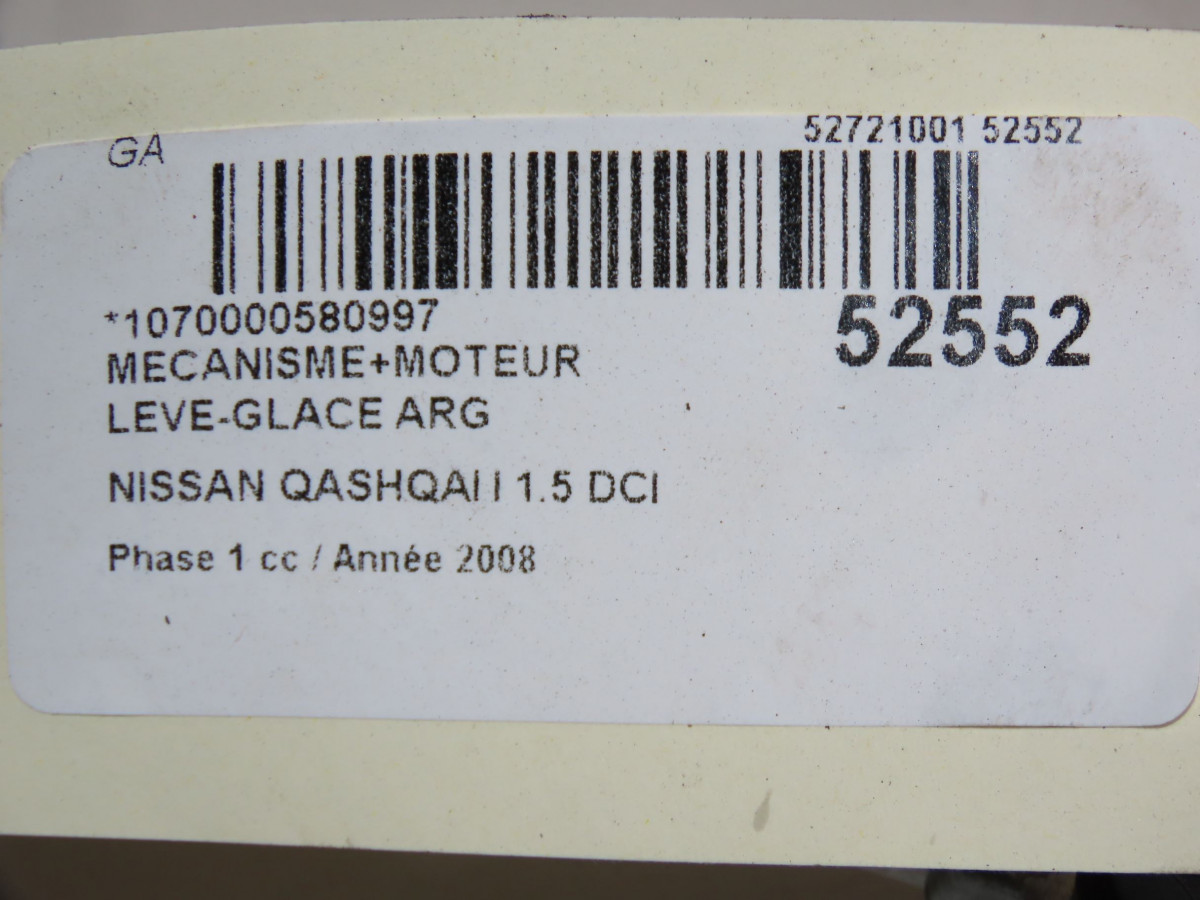 GA
52721001 52552
*1070000580997
52552
MECANISME+MOTEUR
LEVE-GLACE ARG
NISSAN QASHQAI I 1.5 DCI
Phase 1 cc / Année 2008